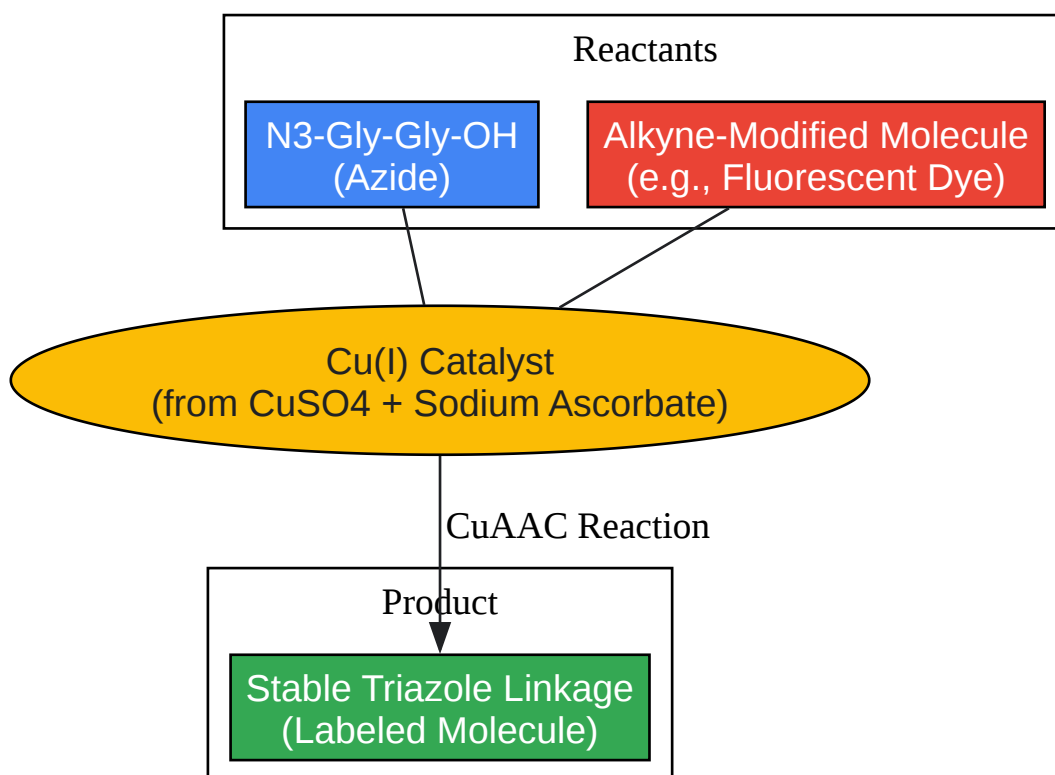 Reactants
N3-Gly-Gly-OH
(Azide)
Alkyne-Modified Molecule
(e.g., Fluorescent Dye)
Cu(I) Catalyst
(from CuSO4 + Sodium Ascorbate)
CuAAC Reaction
Product
Stable Triazole Linkage
(Labeled Molecule)